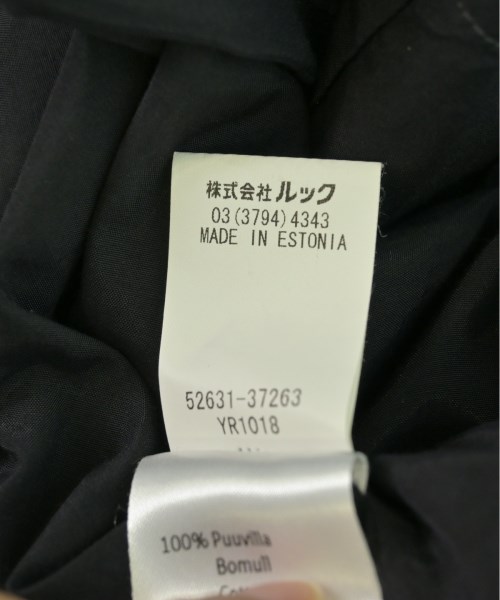 株式会社ルック
03(3794)4343
MADE IN ESTONIA
52631-37263
YR1018
100% Puuvilla
Bomull